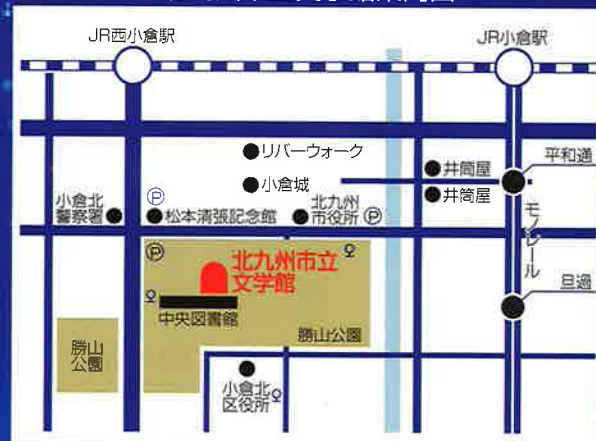 JR西小倉駅
JR小倉駅
リバーウォーク
小倉城
井筒屋
井筒屋
平和通
モノレール
旦過
小倉北
警察署
P
松本清張記念館
北九州
市役所
P
P
北九州市立
文学館
中央図書館
勝山公園
勝山
公園
小倉北
区役所